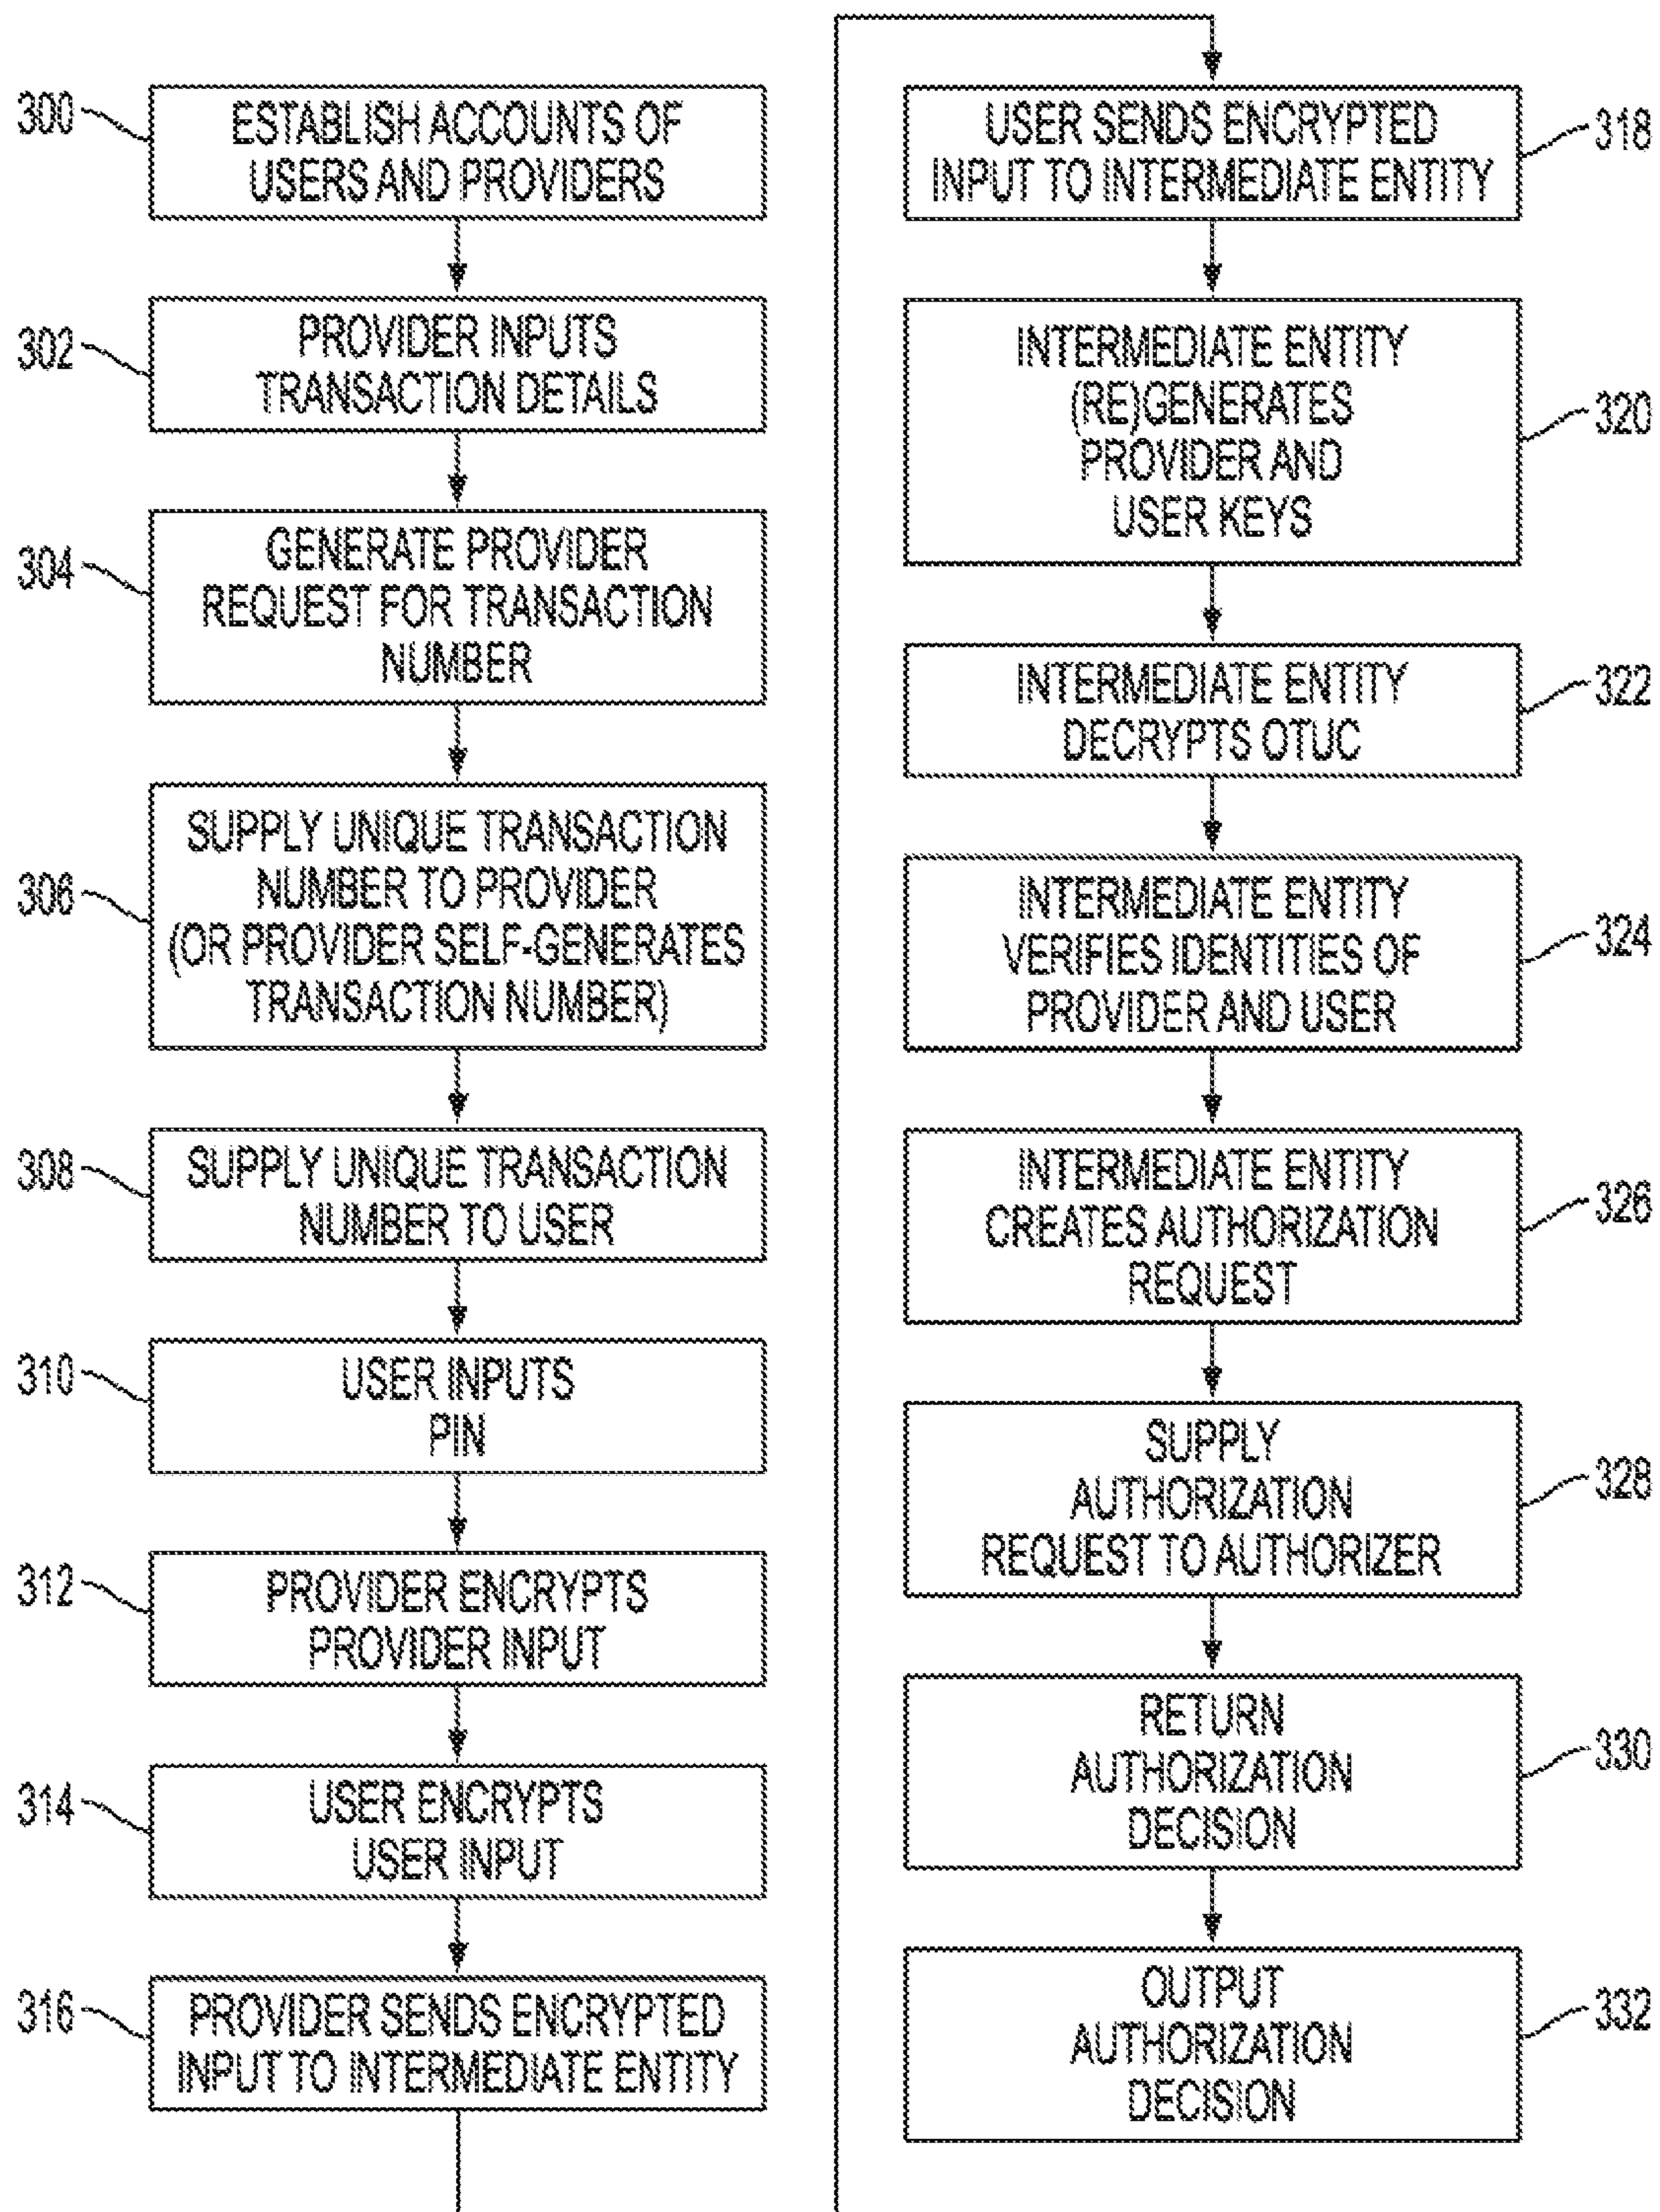 300
ESTABLISH ACCOUNTS OF
USERS AND PROVIDERS
302
PROVIDER INPUTS
TRANSACTION DETAILS
304
GENERATE PROVIDER
REQUEST FOR TRANSACTION
NUMBER
306
SUPPLY UNIQUE TRANSACTION
NUMBER TO PROVIDER
(OR PROVIDER SELF-GENERATES
TRANSACTION NUMBER)
308
SUPPLY UNIQUE TRANSACTION
NUMBER TO USER
310
USER INPUTS
PIN
312
PROVIDER ENCRYPTS
PROVIDER INPUT
314
USER ENCRYPTS
USER INPUT
316
PROVIDER SENDS ENCRYPTED
INPUT TO INTERMEDIATE ENTITY
USER SENDS ENCRYPTED
INPUT TO INTERMEDIATE ENTITY
318
INTERMEDIATE ENTITY
(RE)GENERATES
PROVIDER AND
USER KEYS
320
INTERMEDIATE ENTITY
DECRYPTS OTUC
322
INTERMEDIATE ENTITY
VERIFIES IDENTITIES OF
PROVIDER AND USER
324
INTERMEDIATE ENTITY
CREATES AUTHORIZATION
REQUEST
326
SUPPLY
AUTHORIZATION
REQUEST TO AUTHORIZER
328
RETURN
AUTHORIZATION
DECISION
330
OUTPUT
AUTHORIZATION
DECISION
332